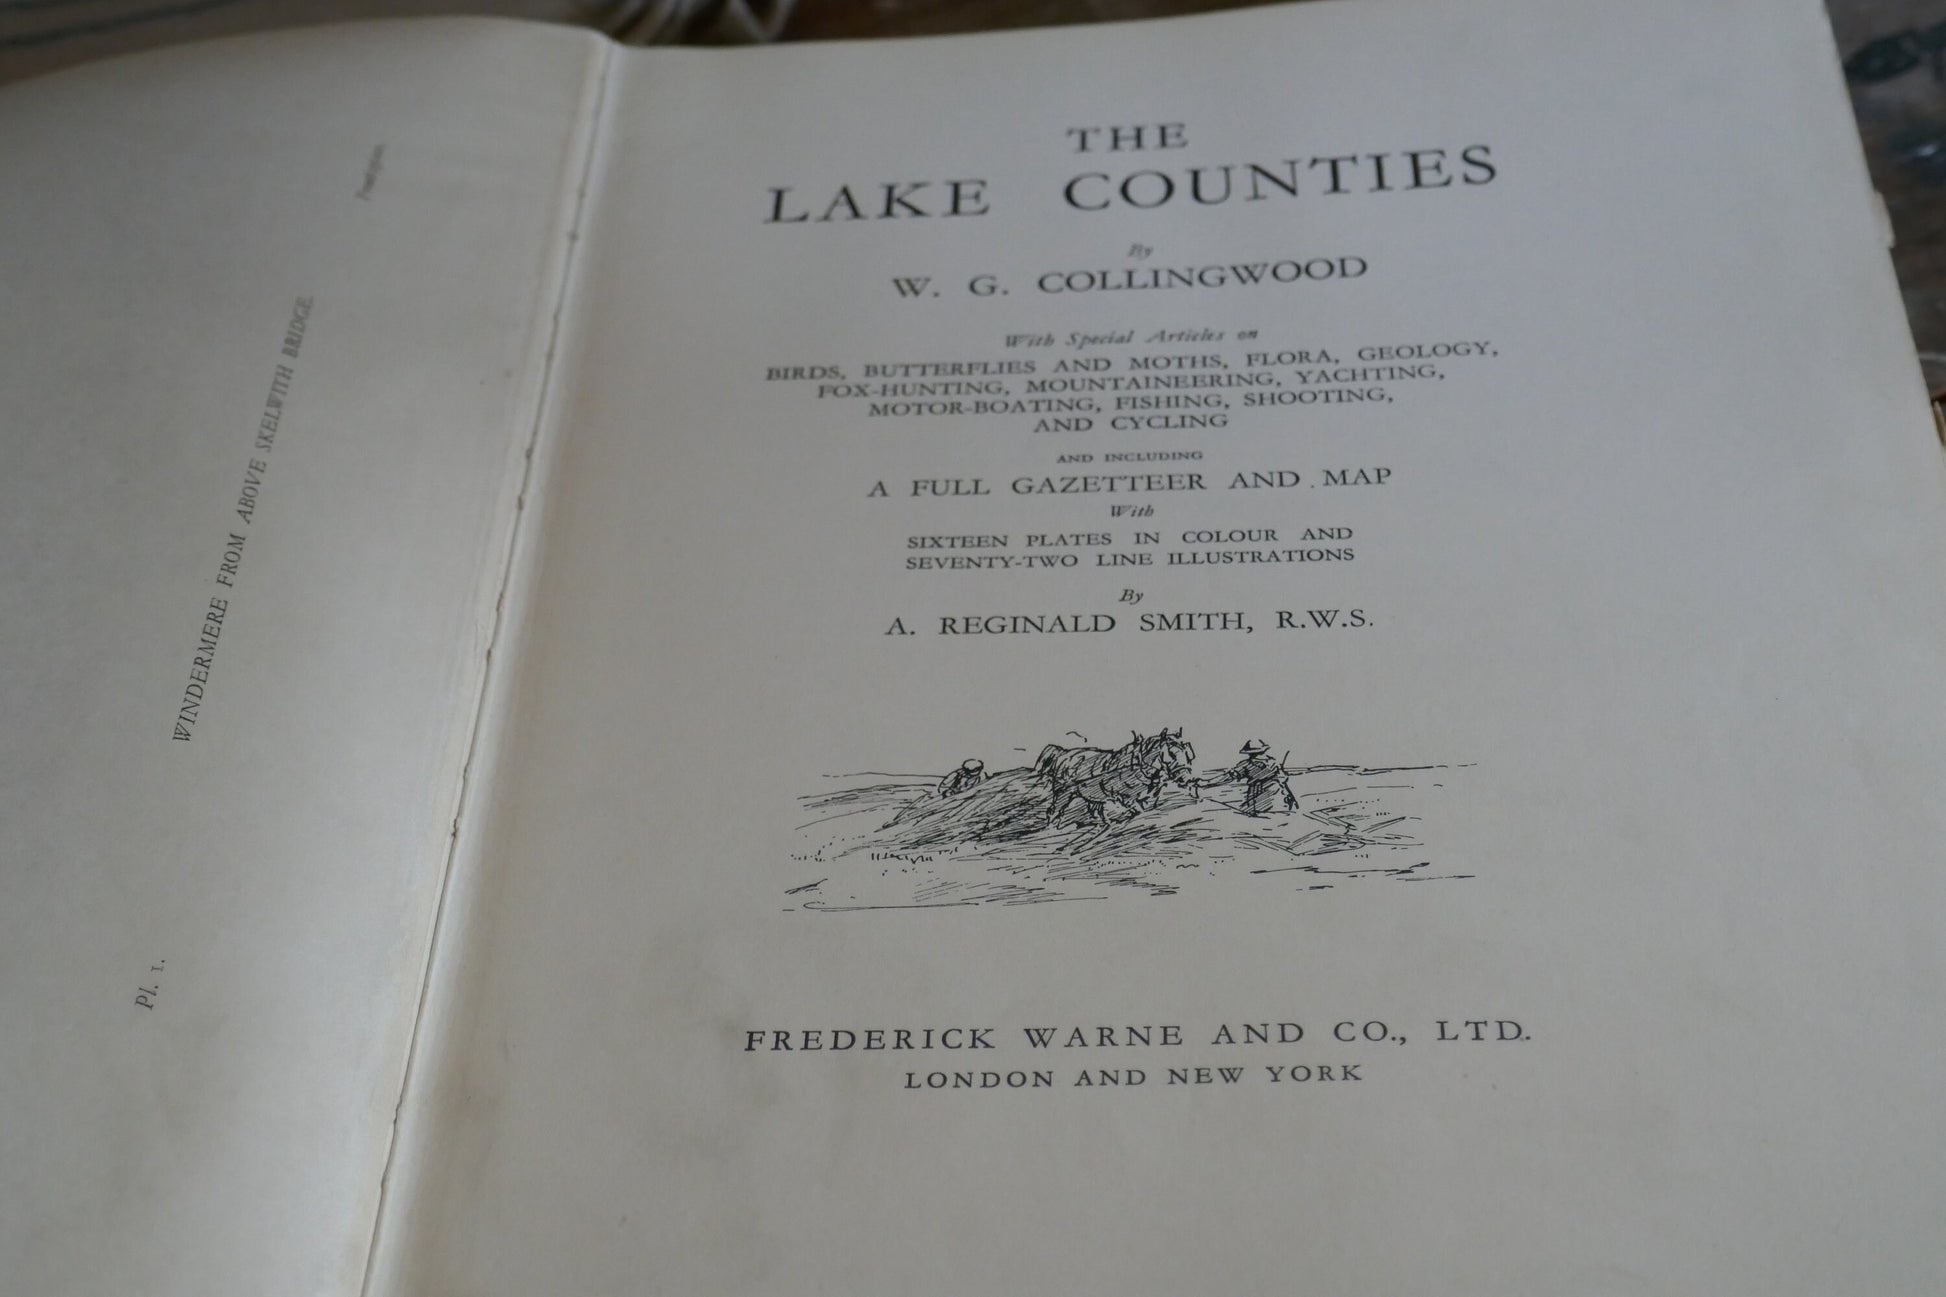 Frontispiece.
WINDERMERE FROM ABOVE SKELWITH BRIDGE
Pl. 1.
THE
LAKE COUNTIES
By
W. G. COLLINGWOOD
With Special Articles on
BIRDS, BUTTERFLIES AND MOTHS, FLORA, GEOLOGY,
FOX-HUNTING, MOUNTAINEERING, YACHTING,
MOTOR-BOATING, FISHING, SHOOTING,
AND CYCLING
AND INCLUDING
A FULL GAZETTEER AND MAP
With
SIXTEEN PLATES IN COLOUR AND
SEVENTY-TWO LINE ILLUSTRATIONS
By
A. REGINALD SMITH, R.W.S.
FREDERICK WARNE AND CO., LTD.
LONDON AND NEW YORK